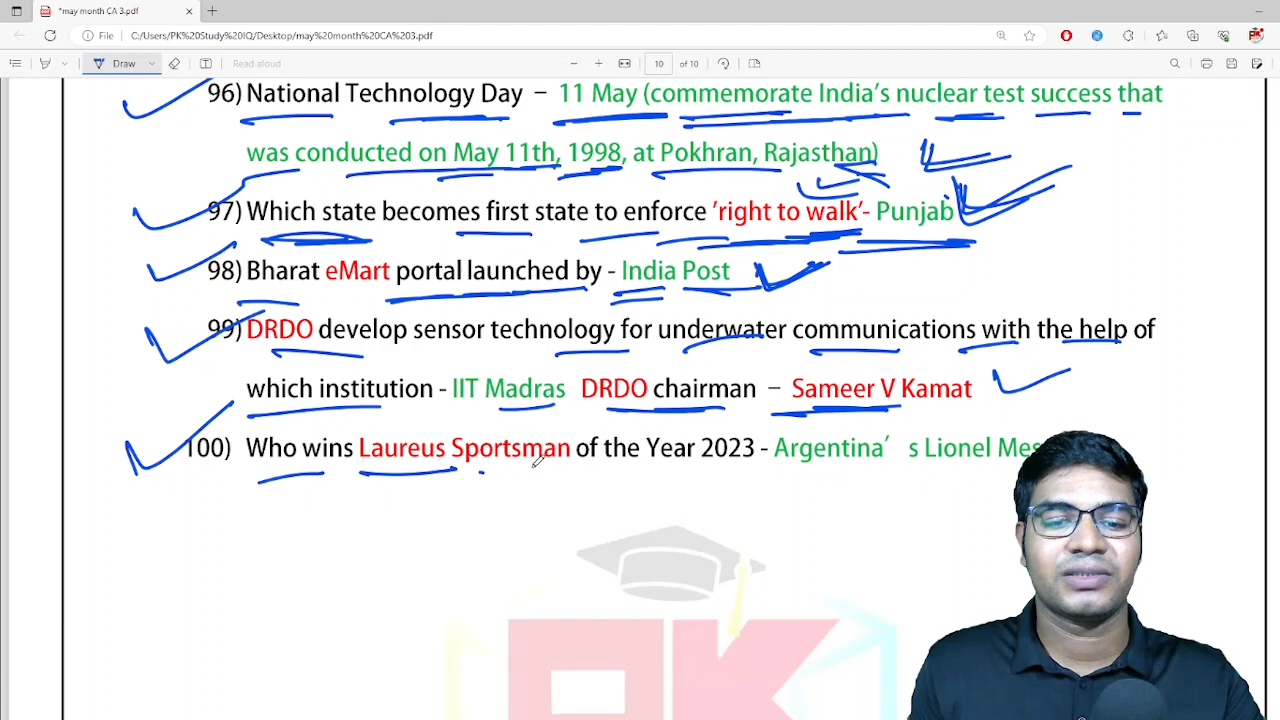 *may month CA 3.pdf
File C:/Users/PK%20Study%20IQ/Desktop/may%20month%20CA%203.pdf
Draw Read aloud 10 of 10
96) National Technology Day – 11 May (commemorate India's nuclear test success that
was conducted on May 11th, 1998, at Pokhran, Rajasthan)
97) Which state becomes first state to enforce 'right to walk'- Punjab
98) Bharat eMart portal launched by - India Post
99) DRDO develop sensor technology for underwater communications with the help of
which institution - IIT Madras DRDO chairman – Sameer V Kamat
100) Who wins Laureus Sportsman of the Year 2023 - Argentina's Lionel